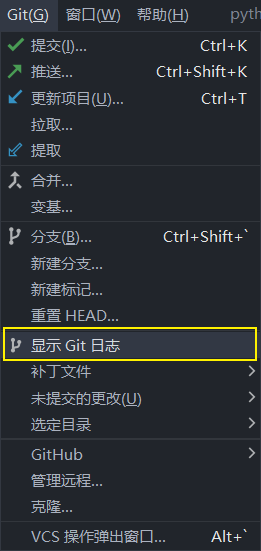 Git(G) 窗口(W) 帮助(H) pyth
提交(I)... Ctrl+K
推送... Ctrl+Shift+K
更新项目(U)... Ctrl+T
拉取...
提取
合并...
变基...
分支(B)... Ctrl+Shift+`
新建分支...
新建标记...
重置 HEAD...
显示 Git 日志
补丁文件
未提交的更改(U)
选定目录
GitHub
管理远程...
克隆...
VCS 操作弹出窗口... Alt+`